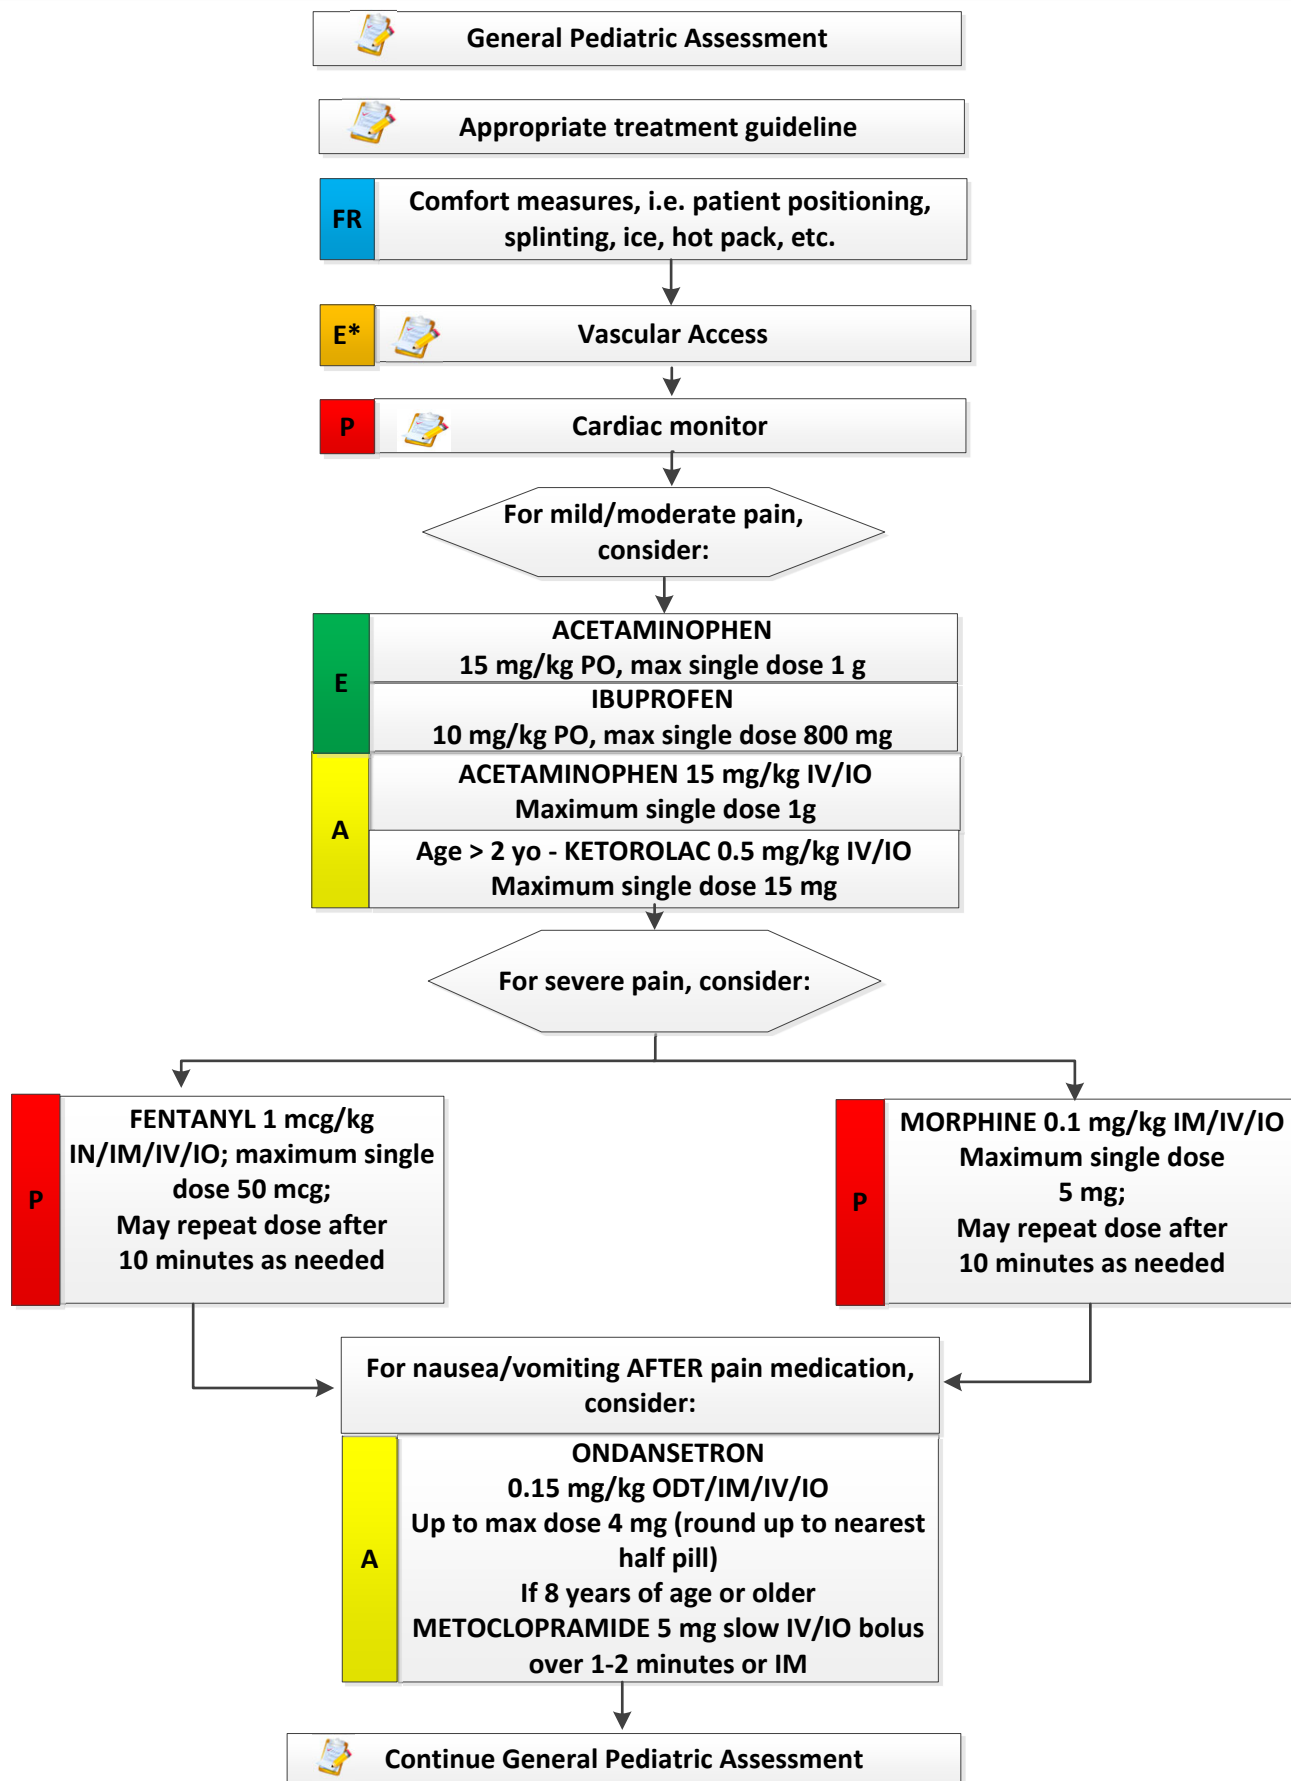 General Pediatric Assessment
Appropriate treatment guideline
FR
Comfort measures, i.e. patient positioning,
splinting, ice, hot pack, etc.
E*
Vascular Access
P
Cardiac monitor
For mild/moderate pain,
consider:
E
ACETAMINOPHEN
15 mg/kg PO, max single dose 1 g
IBUPROFEN
10 mg/kg PO, max single dose 800 mg
A
ACETAMINOPHEN 15 mg/kg IV/IO
Maximum single dose 1g
Age > 2 yo - KETOROLAC 0.5 mg/kg IV/IO
Maximum single dose 15 mg
For severe pain, consider:
P
FENTANYL 1 mcg/kg
IN/IM/IV/IO; maximum single
dose 50 mcg;
May repeat dose after
10 minutes as needed
P
MORPHINE 0.1 mg/kg IM/IV/IO
Maximum single dose
5 mg;
May repeat dose after
10 minutes as needed
For nausea/vomiting AFTER pain medication,
consider:
A
ONDANSETRON
0.15 mg/kg ODT/IM/IV/IO
Up to max dose 4 mg (round up to nearest
half pill)
If 8 years of age or older
METOCLOPRAMIDE 5 mg slow IV/IO bolus
over 1-2 minutes or IM
Continue General Pediatric Assessment